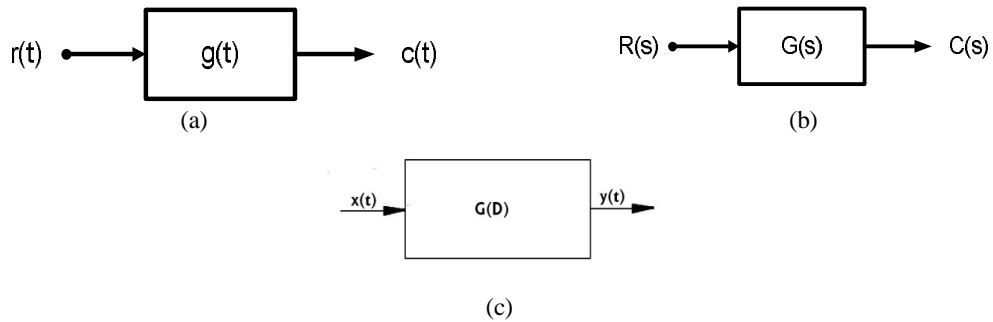 r(t) g(t) c(t)
(a)
R(s) G(s) C(s)
(b)
x(t) G(D) y(t)
(c)